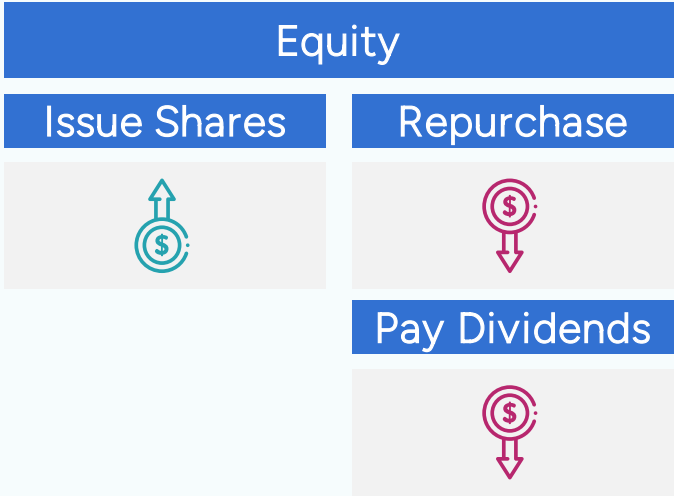 Equity
Issue Shares
Repurchase
$
$
Pay Dividends
$